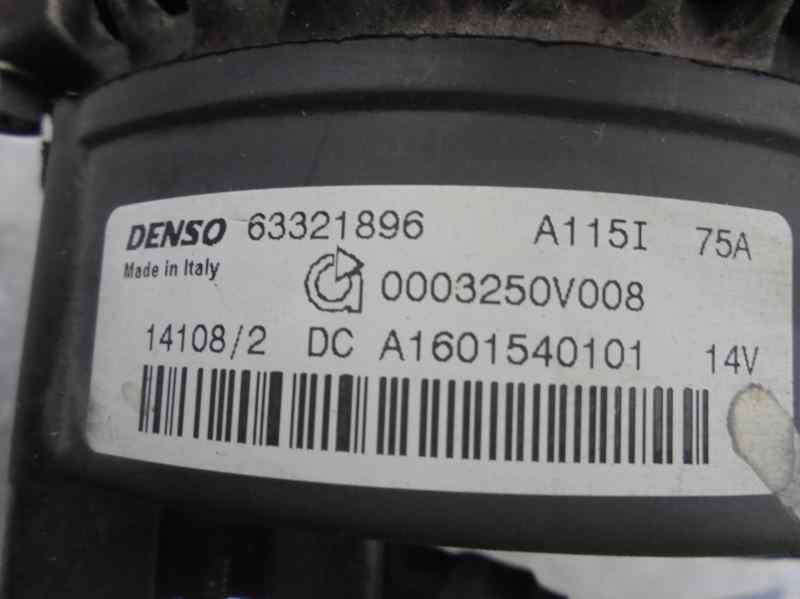 DENSO 63321896 A115I 75A
Made in Italy
0003250V008
14108/2 DC A1601540101 14V